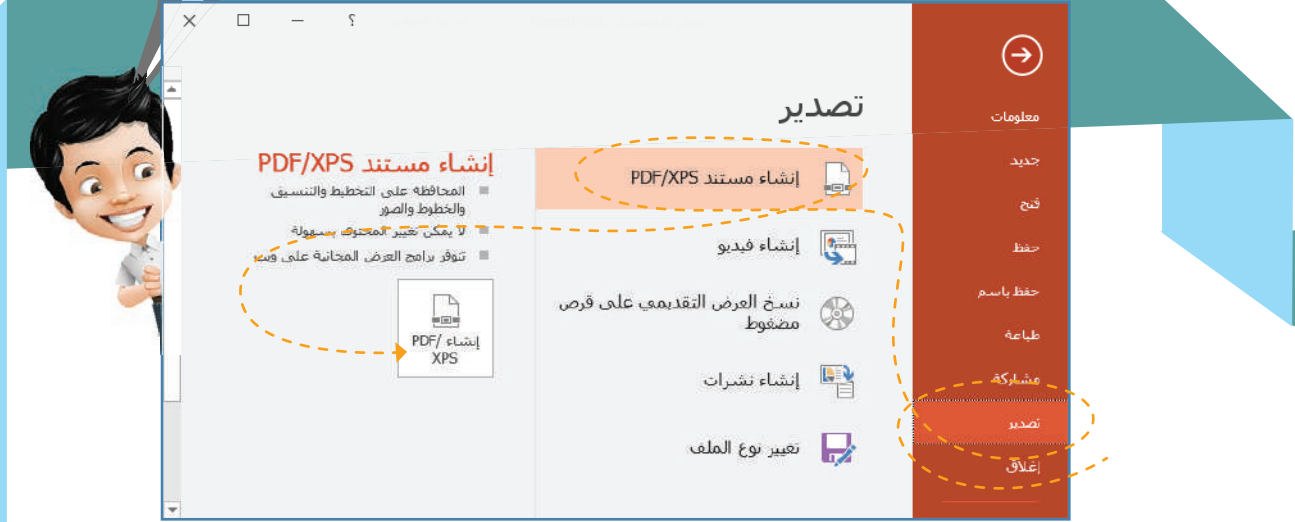 ؟
تصدير
معلومات
جديد
فتح
حفظ
حفظ باسم
طباعة
مشاركة
تصدير
إغلاق
إنشاء مستند PDF/XPS
إنشاء فيديو
نسخ العرض التقديمي على قرص
مضغوط
إنشاء نشرات
تغيير نوع الملف
إنشاء مستند PDF/XPS
المحافظة على التخطيط والتنسيق
والخطوط والصور
لا يمكن تغيير المحتوى بسهولة
تتوفر برامج العرض المجانية على ويب
إنشاء PDF/
XPS